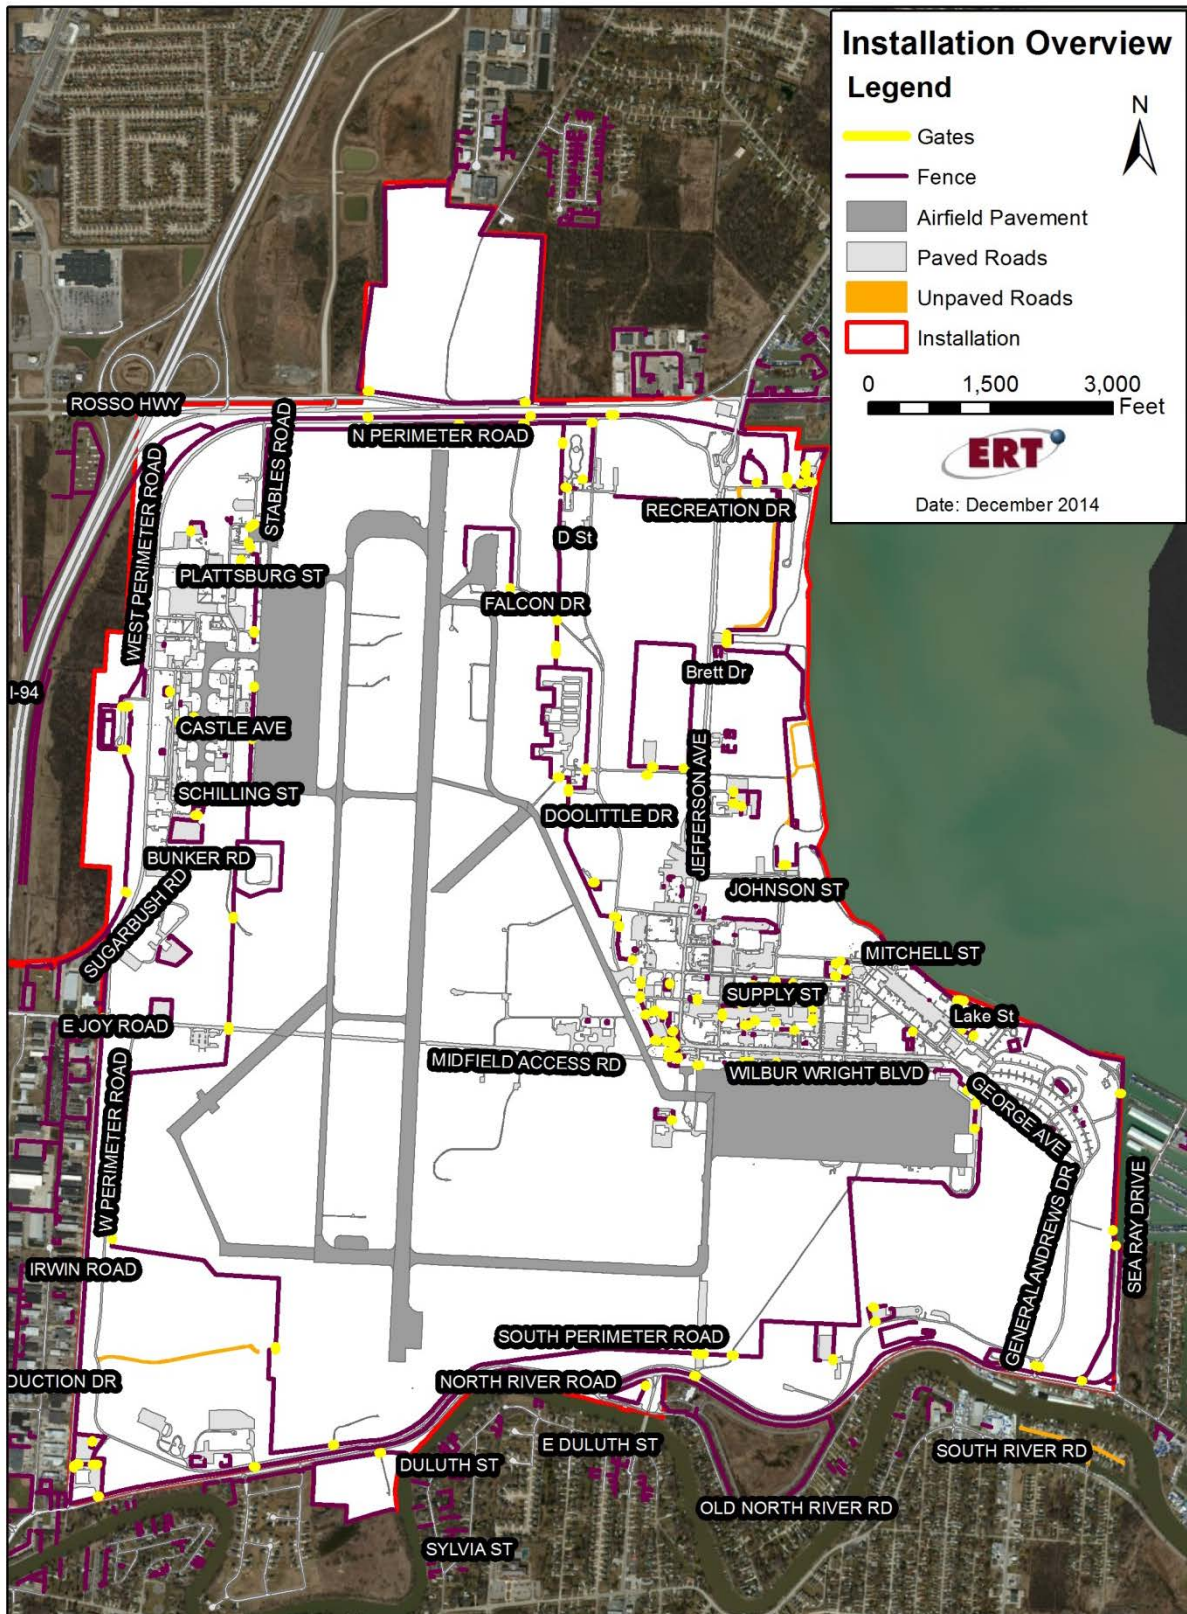 Installation Overview
Legend
N
Gates
Fence
Airfield Pavement
Paved Roads
Unpaved Roads
Installation
0 1,500 3,000
Feet
ERT
Date: December 2014
ROSSO HWY
N PERIMETER ROAD
STABLES ROAD
WEST PERIMETER ROAD
RECREATION DR
D St
PLATTSBURG ST
FALCON DR
Brett Dr
I-94
CASTLE AVE
SCHILLING ST
DOOLITTLE DR
JEFFERSON AVE
BUNKER RD
JOHNSON ST
SUGARBUSH RD
MITCHELL ST
SUPPLY ST
Lake St
E JOY ROAD
MIDFIELD ACCESS RD
WILBUR WRIGHT BLVD
GEORGE AVE
W PERIMETER ROAD
GENERAL ANDREWS DR
SEA RAY DRIVE
IRWIN ROAD
SOUTH PERIMETER ROAD
DUCTION DR
NORTH RIVER ROAD
E DULUTH ST
DULUTH ST
SOUTH RIVER RD
OLD NORTH RIVER RD
SYLVIA ST